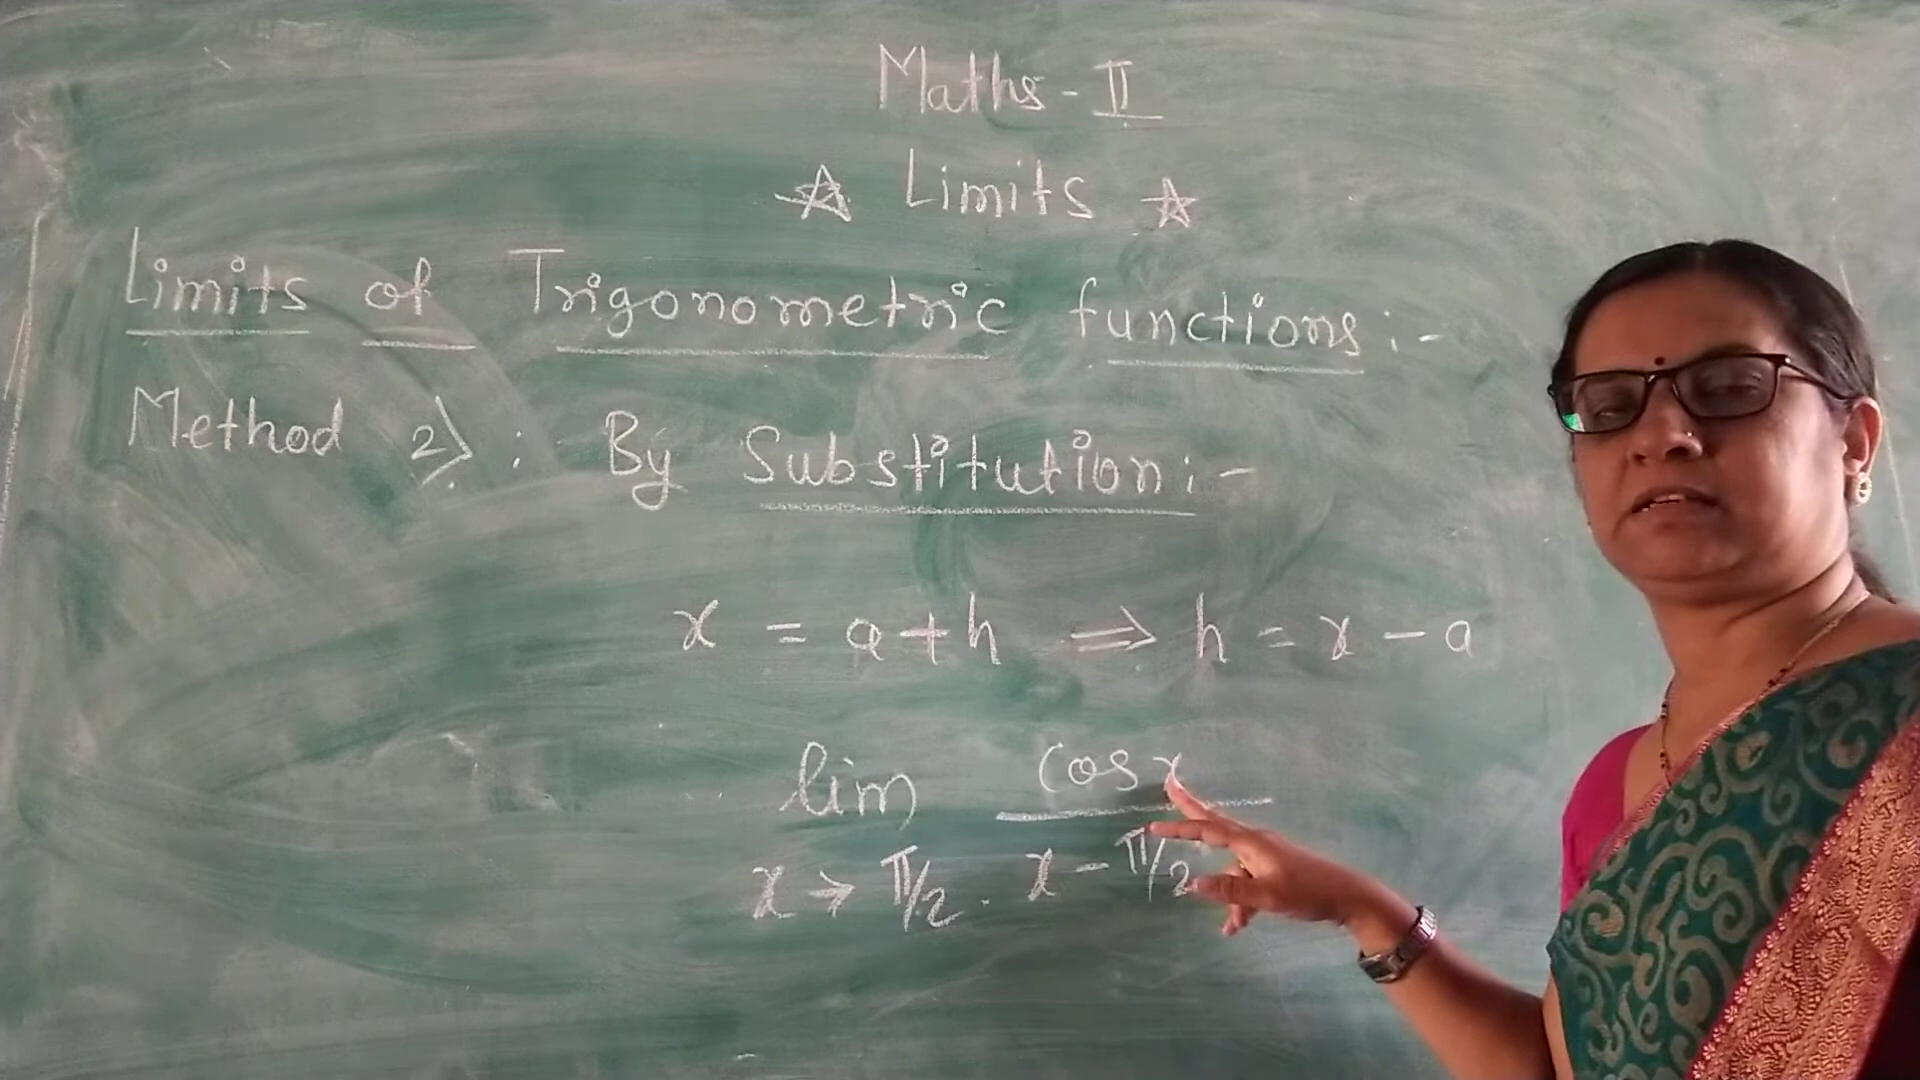 Maths - II
☆ Limits ☆
Limits of Trigonometric functions :-
Method 2) : By Substitution :-
x = a + h ⇒ h = x - a
lim cos x
x → π/2 . x - π/2